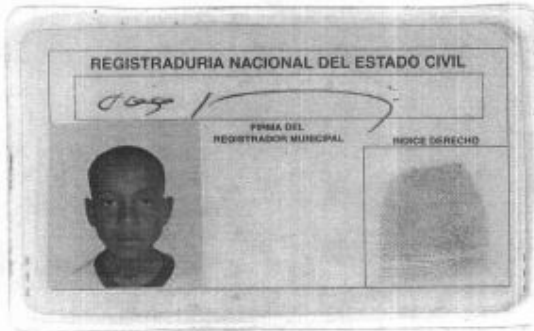 REGISTRADURIA NACIONAL DEL ESTADO CIVIL
FIRMA DEL
REGISTRADOR MUNICIPAL
INDICE DERECHO